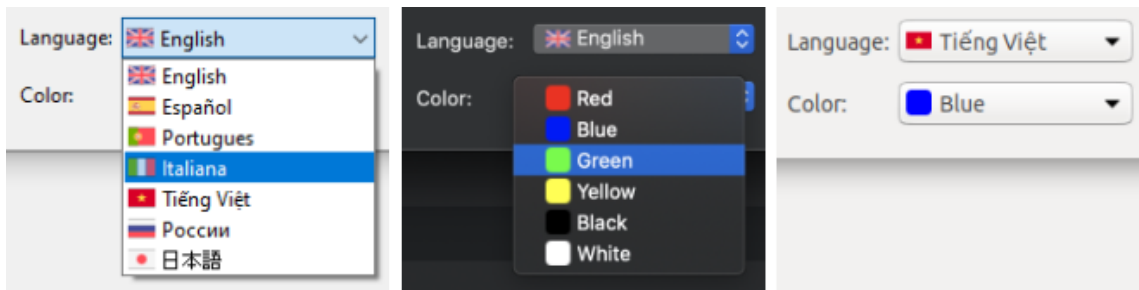 Language: English
English
Español
Color:
Portugues
Italiana
Tiếng Việt
России
日本語
Language: English
Color:
Red
Blue
Green
Yellow
Black
White
Language: Tiếng Việt
Color: Blue